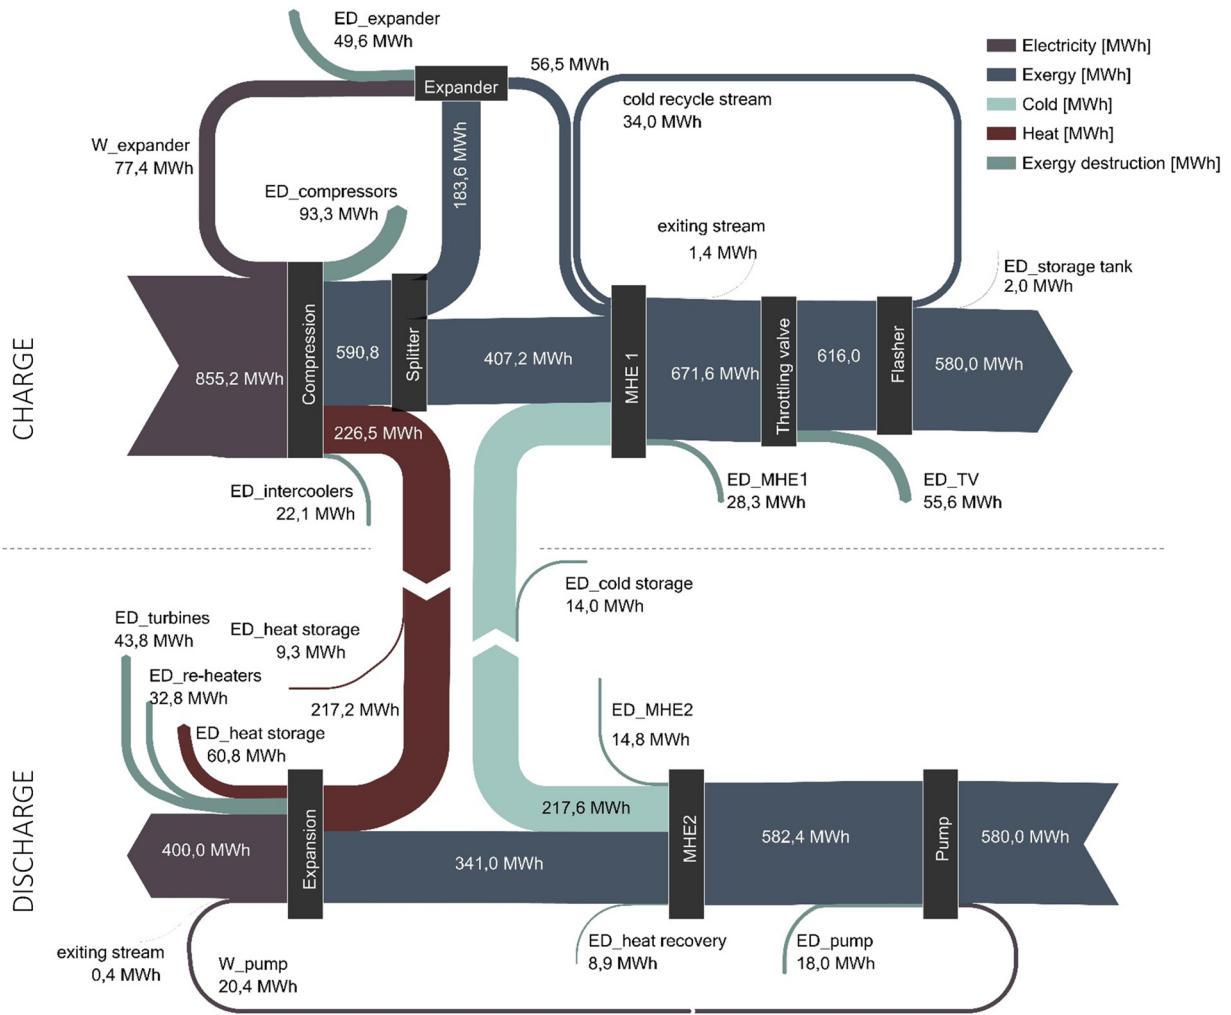 ED_expander
49,6 MWh
Expander
56,5 MWh
Electricity [MWh]
Exergy [MWh]
Cold [MWh]
Heat [MWh]
Exergy destruction [MWh]
cold recycle stream
34,0 MWh
W_expander
77,4 MWh
183,6 MWh
ED_compressors
93,3 MWh
exiting stream
1,4 MWh
ED_storage tank
2,0 MWh
CHARGE
855,2 MWh
Compression
590,8
Splitter
407,2 MWh
MHE 1
671,6 MWh
Throttling valve
616,0
Flasher
580,0 MWh
226,5 MWh
ED_intercoolers
22,1 MWh
ED_MHE1
28,3 MWh
ED_TV
55,6 MWh
ED_cold storage
14,0 MWh
ED_turbines
43,8 MWh
ED_heat storage
9,3 MWh
ED_re-heaters
32,8 MWh
217,2 MWh
ED_heat storage
60,8 MWh
ED_MHE2
14,8 MWh
DISCHARGE
400,0 MWh
Expansion
217,6 MWh
341,0 MWh
MHE2
582,4 MWh
Pump
580,0 MWh
exiting stream
0,4 MWh
W_pump
20,4 MWh
ED_heat recovery
8,9 MWh
ED_pump
18,0 MWh